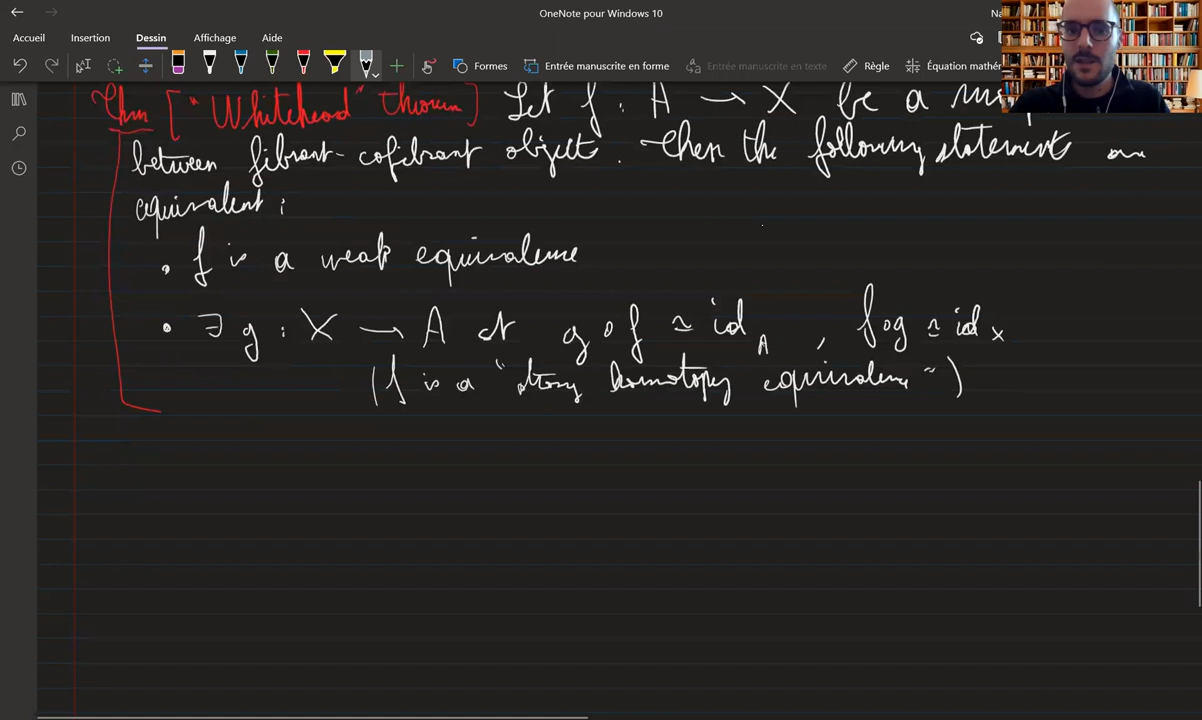 OneNote pour Windows 10
Accueil Insertion Dessin Affichage Aide
Formes Entrée manuscrite en forme Entrée manuscrite en texte Règle Équation mathé
Thm ["Whitehead" theorem] Let f : A → X be a
between fibrant-cofibrant objects. Then the following statement are
equivalent :
• f is a weak equivalence
• ∃ g : X → A st g o f ≃ id_A , f o g ≃ id_X
(f is a "strong homotopy equivalence")